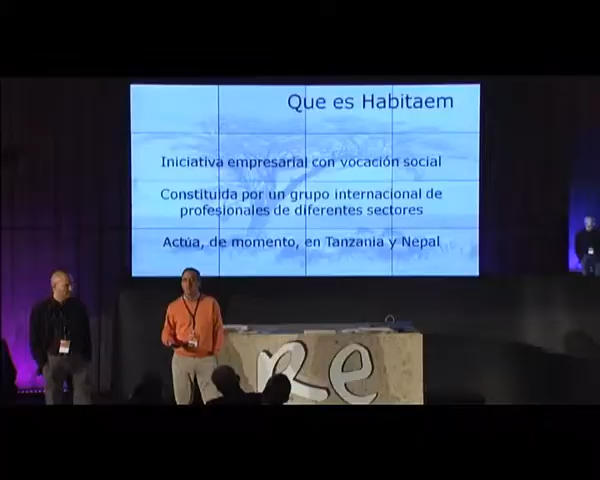 Que es Habitaem
Iniciativa empresarial con vocación social
Constituida por un grupo internacional de
profesionales de diferentes sectores
Actúa, de momento, en Tanzania y Nepal
Re